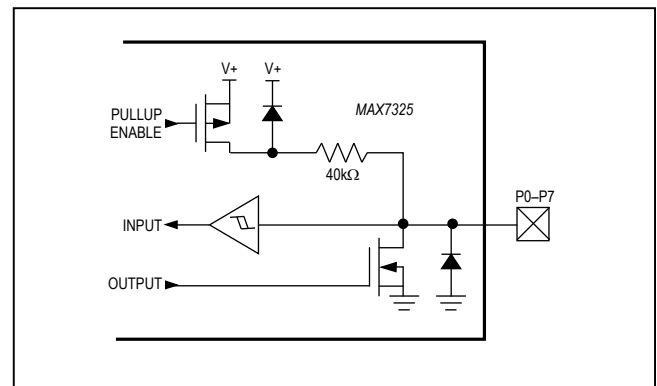 V+ V+
MAX7325
PULLUP
ENABLE
40kΩ
P0–P7
INPUT
OUTPUT